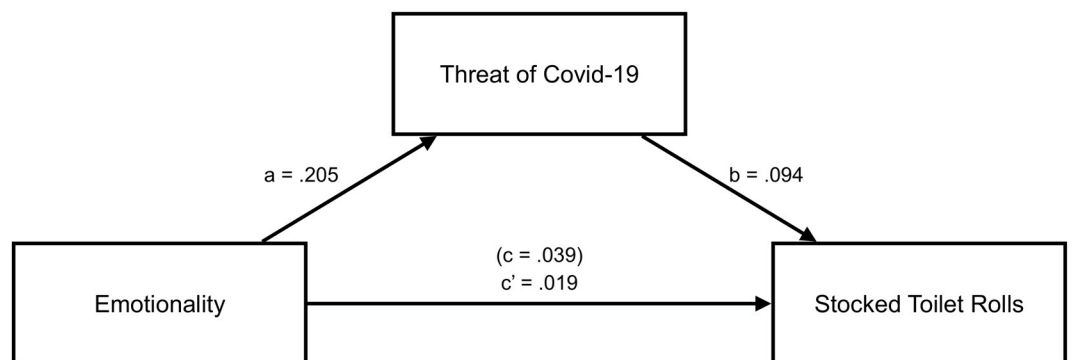 Threat of Covid-19
a = .205
b = .094
(c = .039)
c’ = .019
Emotionality
Stocked Toilet Rolls